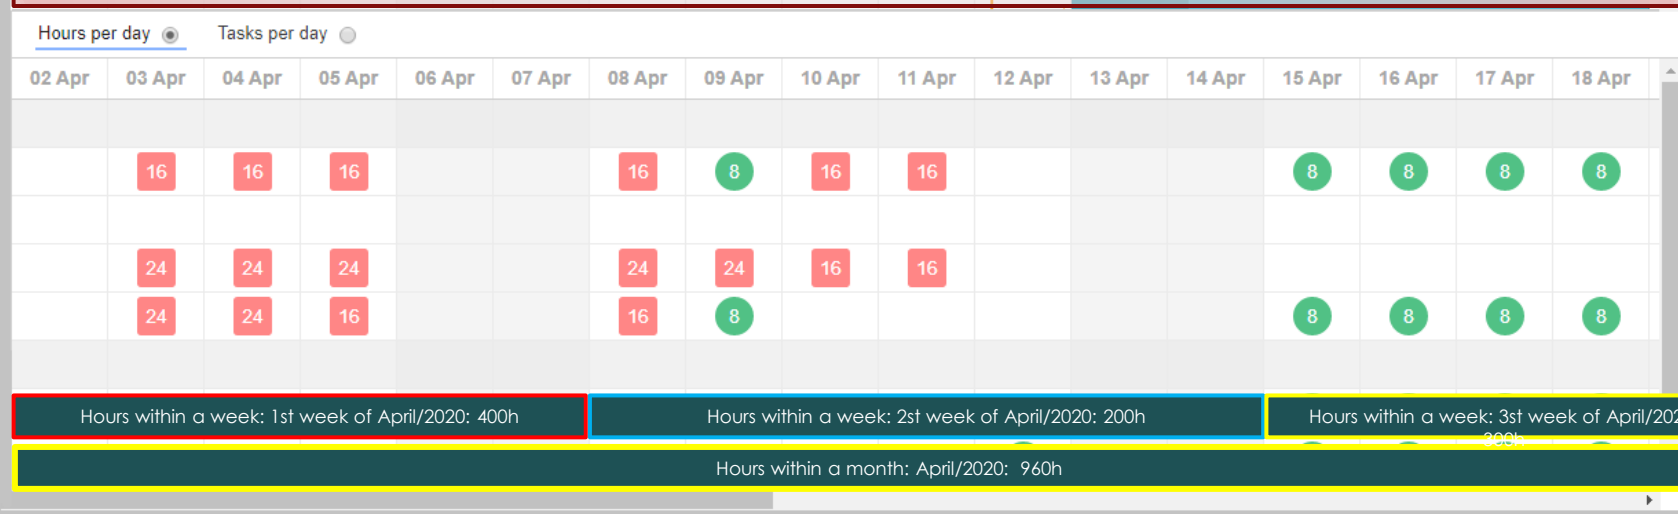 Hours per day Tasks per day
02 Apr 03 Apr 04 Apr 05 Apr 06 Apr 07 Apr 08 Apr 09 Apr 10 Apr 11 Apr 12 Apr 13 Apr 14 Apr 15 Apr 16 Apr 17 Apr 18 Apr
16 16 16 16 8 16 16 8 8 8 8
24 24 24 24 24 16 16
24 24 16 16 8 8 8 8 8
Hours within a week: 1st week of April/2020: 400h Hours within a week: 2st week of April/2020: 200h Hours within a week: 3st week of April/202
Hours within a month: April/2020: 960h